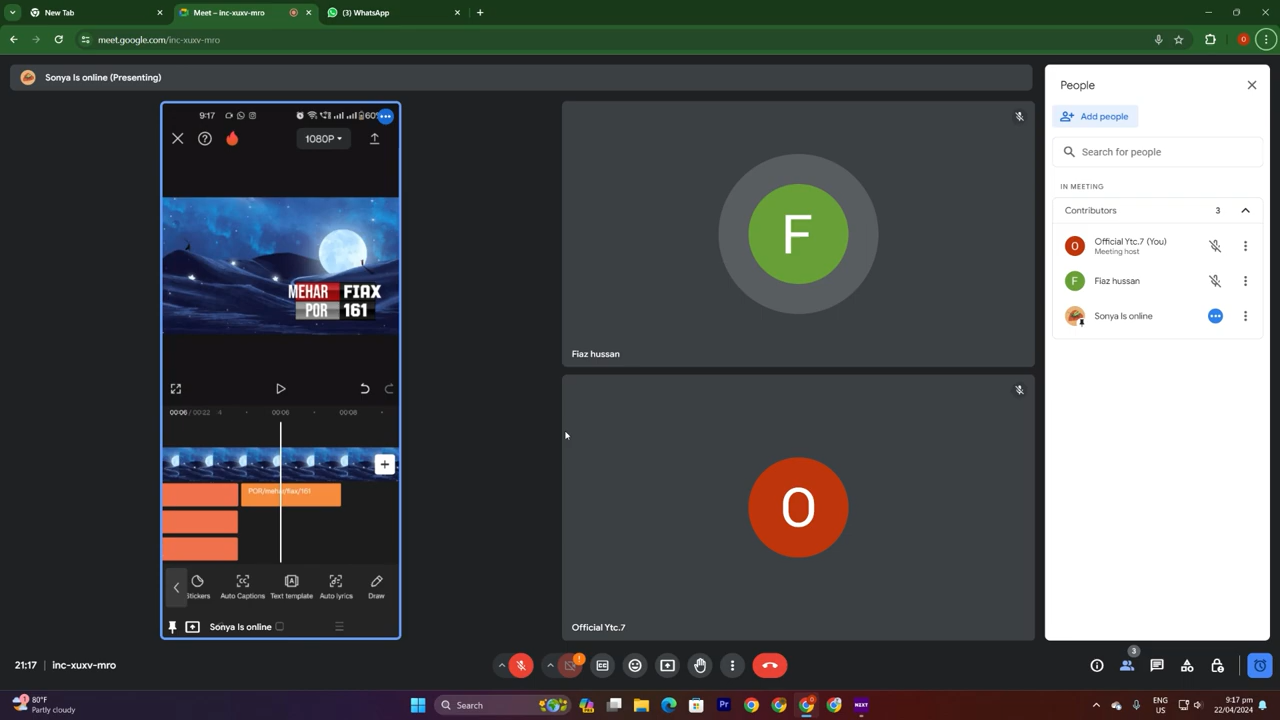 New Tab
Meet – inc-xuxv-mro
(3) WhatsApp
meet.google.com/inc-xuxv-mro
Sonya Is online (Presenting)
9:17
60
1080P
MEHAR FIAX
POR 161
00:06 / 00:22
00:06
00:08
POR/mehar/fiax/161
Stickers
Auto Captions
Text template
Auto lyrics
Draw
Sonya Is online
F
Fiaz hussan
O
Official Ytc.7
People
Add people
Search for people
IN MEETING
Contributors 3
O Official Ytc.7 (You)
Meeting host
F Fiaz hussan
Sonya Is online
21:17 | inc-xuxv-mro
3
80°F
Partly cloudy
Search
Pr
NEXT
ENG
US
9:17 pm
22/04/2024